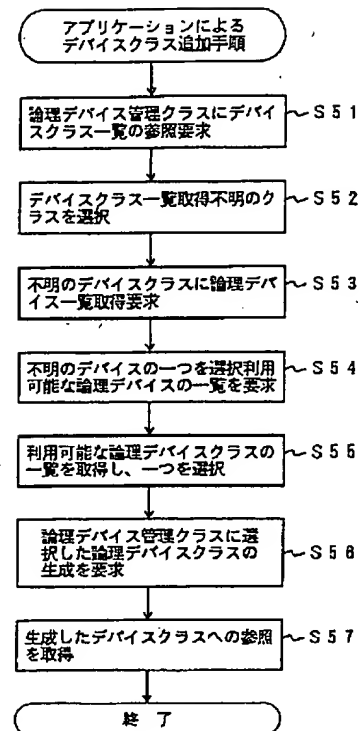 アプリケーションによる
デバイスクラス追加手順
論理デバイス管理クラスにデバイ
スクラス一覧の参照要求
S51
デバイスクラス一覧取得不明のク
ラスを選択
S52
不明のデバイスクラスに論理デバ
イス一覧取得要求
S53
不明のデバイスの一つを選択利用
可能な論理デバイスの一覧を要求
S54
利用可能な論理デバイスクラスの
一覧を取得し、一つを選択
S55
論理デバイス管理クラスに選
択した論理デバイスクラスの
生成を要求
S56
生成したデバイスクラスへの参照
を取得
S57
終了